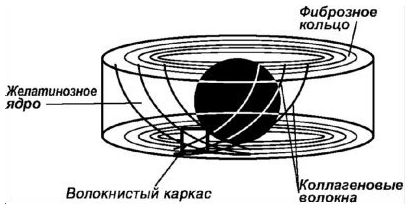 Фиброзное
кольцо
Желатинозное
ядро
Волокнистый каркас
Коллагеновые
волокна